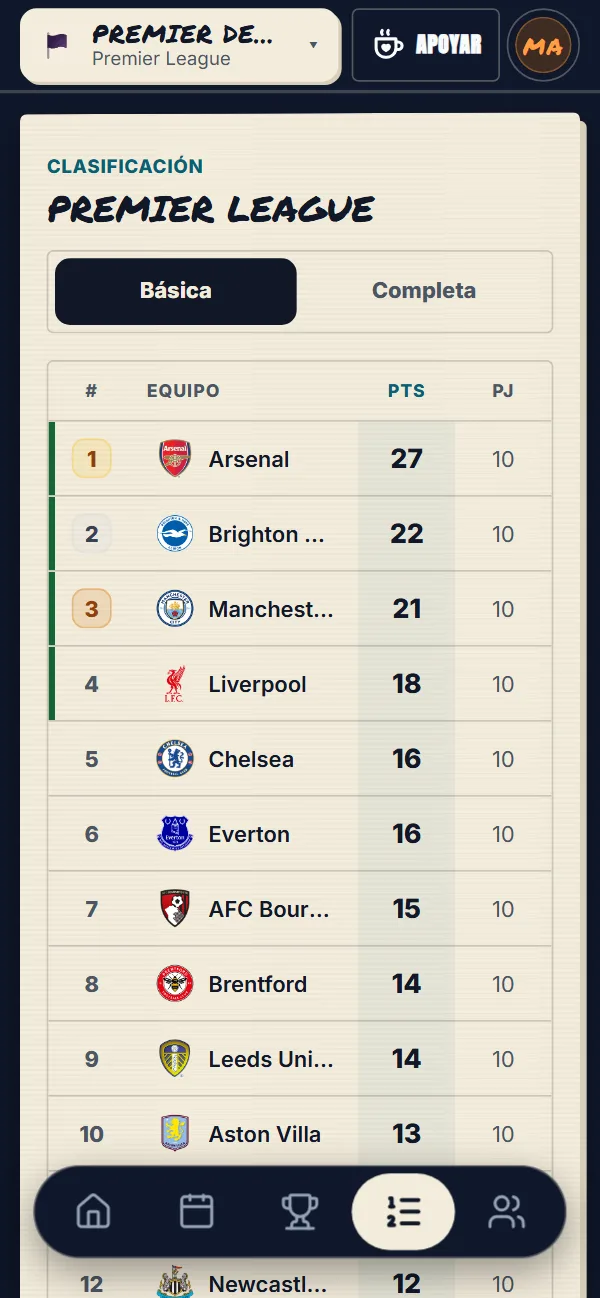 PREMIER DE...
Premier League
APOYAR
MA
CLASIFICACIÓN
PREMIER LEAGUE
Básica Completa
# EQUIPO PTS PJ
1 Arsenal 27 10
2 Brighton ... 22 10
3 Manchest... 21 10
4 Liverpool 18 10
5 Chelsea 16 10
6 Everton 16 10
7 AFC Bour... 15 10
8 Brentford 14 10
9 Leeds Uni... 14 10
10 Aston Villa 13 10
12 Newcastl... 12 10